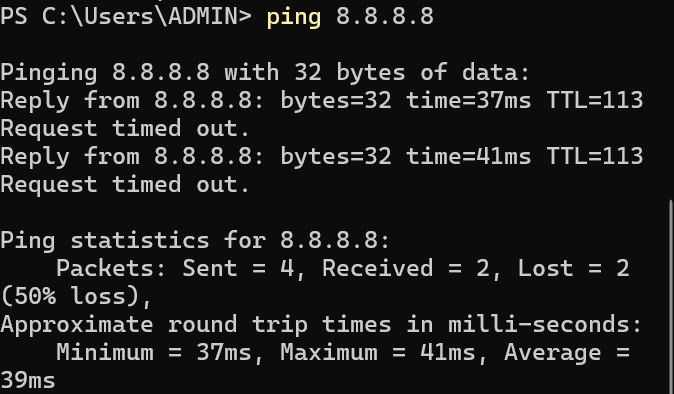 PS C:\Users\ADMIN> ping 8.8.8.8
Pinging 8.8.8.8 with 32 bytes of data:
Reply from 8.8.8.8: bytes=32 time=37ms TTL=113
Request timed out.
Reply from 8.8.8.8: bytes=32 time=41ms TTL=113
Request timed out.
Ping statistics for 8.8.8.8:
    Packets: Sent = 4, Received = 2, Lost = 2
(50% loss),
Approximate round trip times in milli-seconds:
    Minimum = 37ms, Maximum = 41ms, Average =
39ms